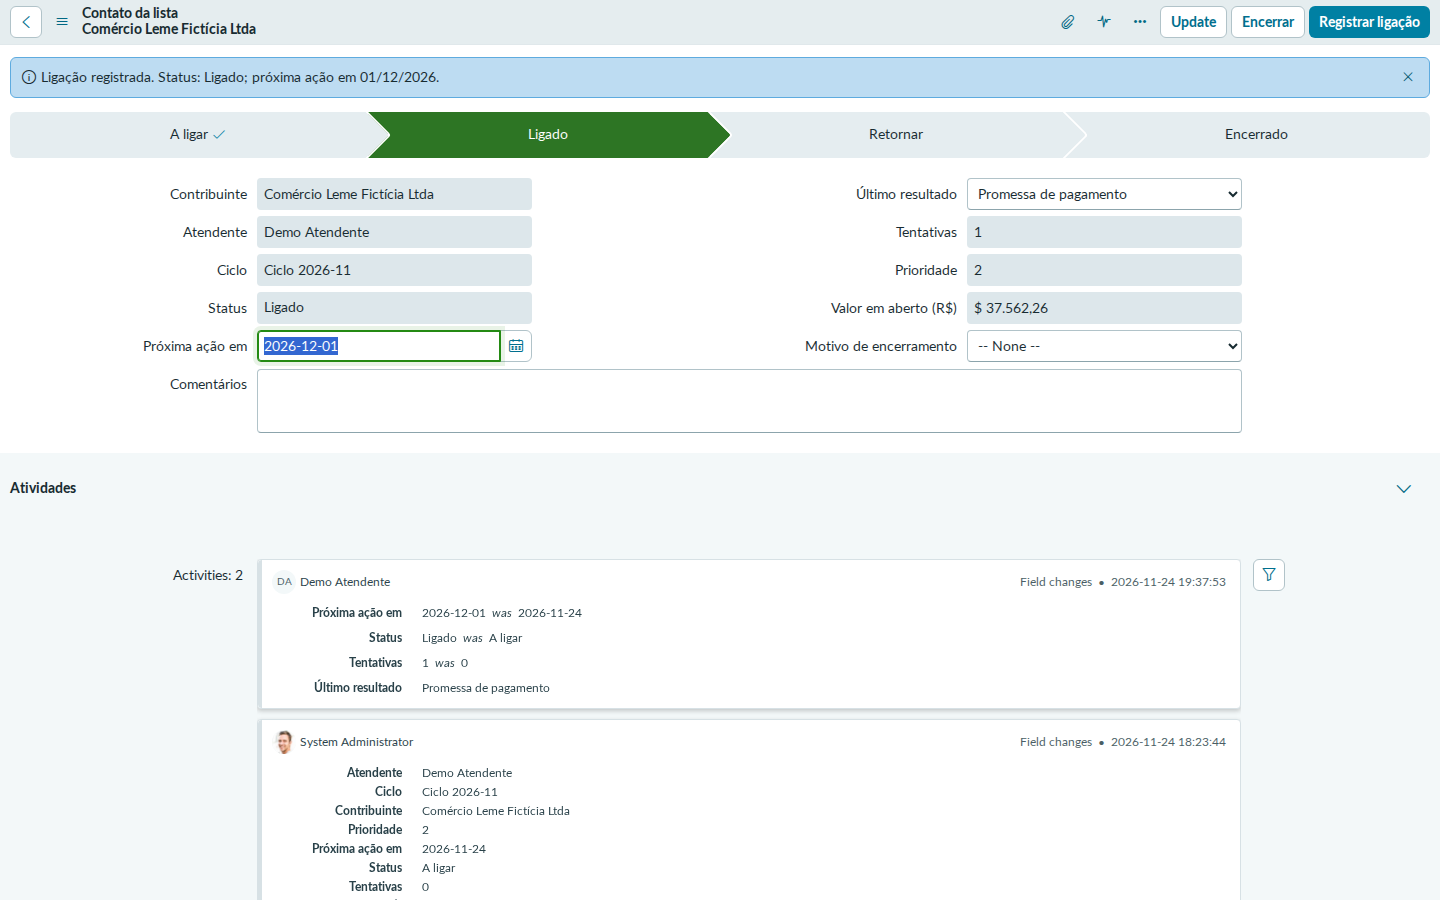 Contato da lista
Comércio Leme Fictícia Ltda
Update
Encerrar
Registrar ligação
Ligação registrada. Status: Ligado; próxima ação em 01/12/2026.
A ligar
Ligado
Retornar
Encerrado
Contribuinte Comércio Leme Fictícia Ltda
Atendente Demo Atendente
Ciclo Ciclo 2026-11
Status Ligado
Próxima ação em 2026-12-01
Último resultado Promessa de pagamento
Tentativas 1
Prioridade 2
Valor em aberto (R$) $ 37.562,26
Motivo de encerramento -- None --
Comentários
Atividades
Activities: 2
DA Demo Atendente Field changes • 2026-11-24 19:37:53
Próxima ação em 2026-12-01 was 2026-11-24
Status Ligado was A ligar
Tentativas 1 was 0
Último resultado Promessa de pagamento
System Administrator Field changes • 2026-11-24 18:23:44
Atendente Demo Atendente
Ciclo Ciclo 2026-11
Contribuinte Comércio Leme Fictícia Ltda
Prioridade 2
Próxima ação em 2026-11-24
Status A ligar
Tentativas 0